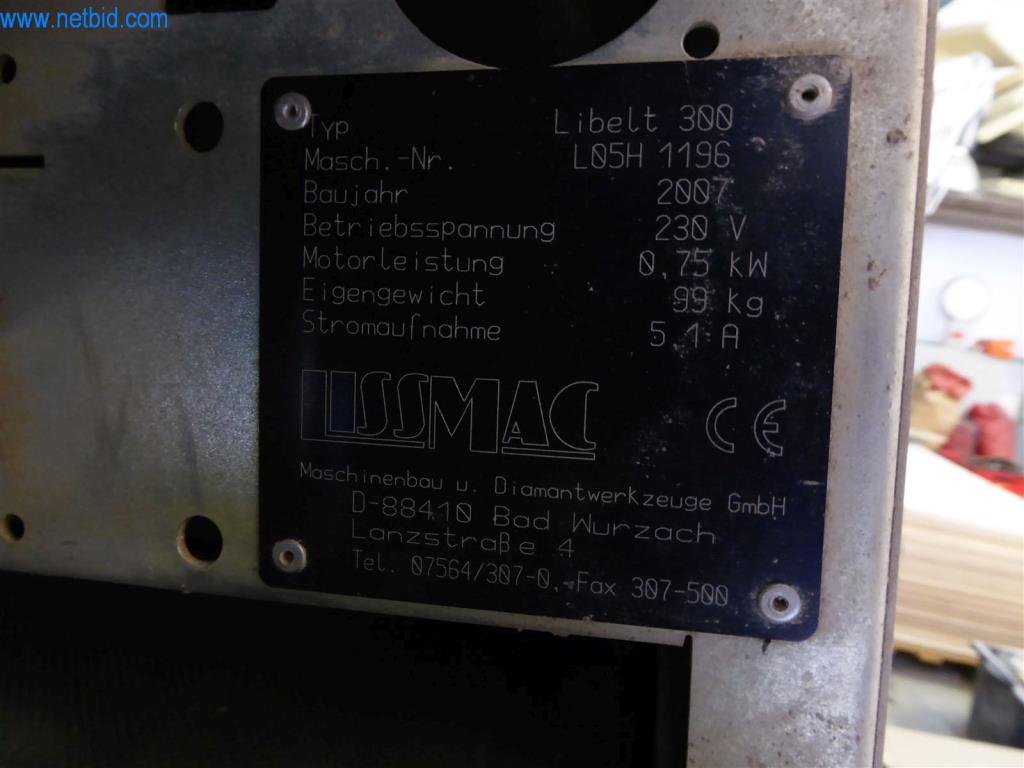 www.netbid.com
Typ Libelt 300
Masch.-Nr. L05H 1196
Baujahr 2007
Betriebsspannung 230 V
Motorleistung 0,75 KW
Eigengewicht 99 kg
Stromaufnahme 5,1 A
LISSMAC CE
Maschinenbau u. Diamantwerkzeuge GmbH
D-88410 Bad Wurzach
Lanzstraße 4
Tel. 07564/307-0, Fax 307-500